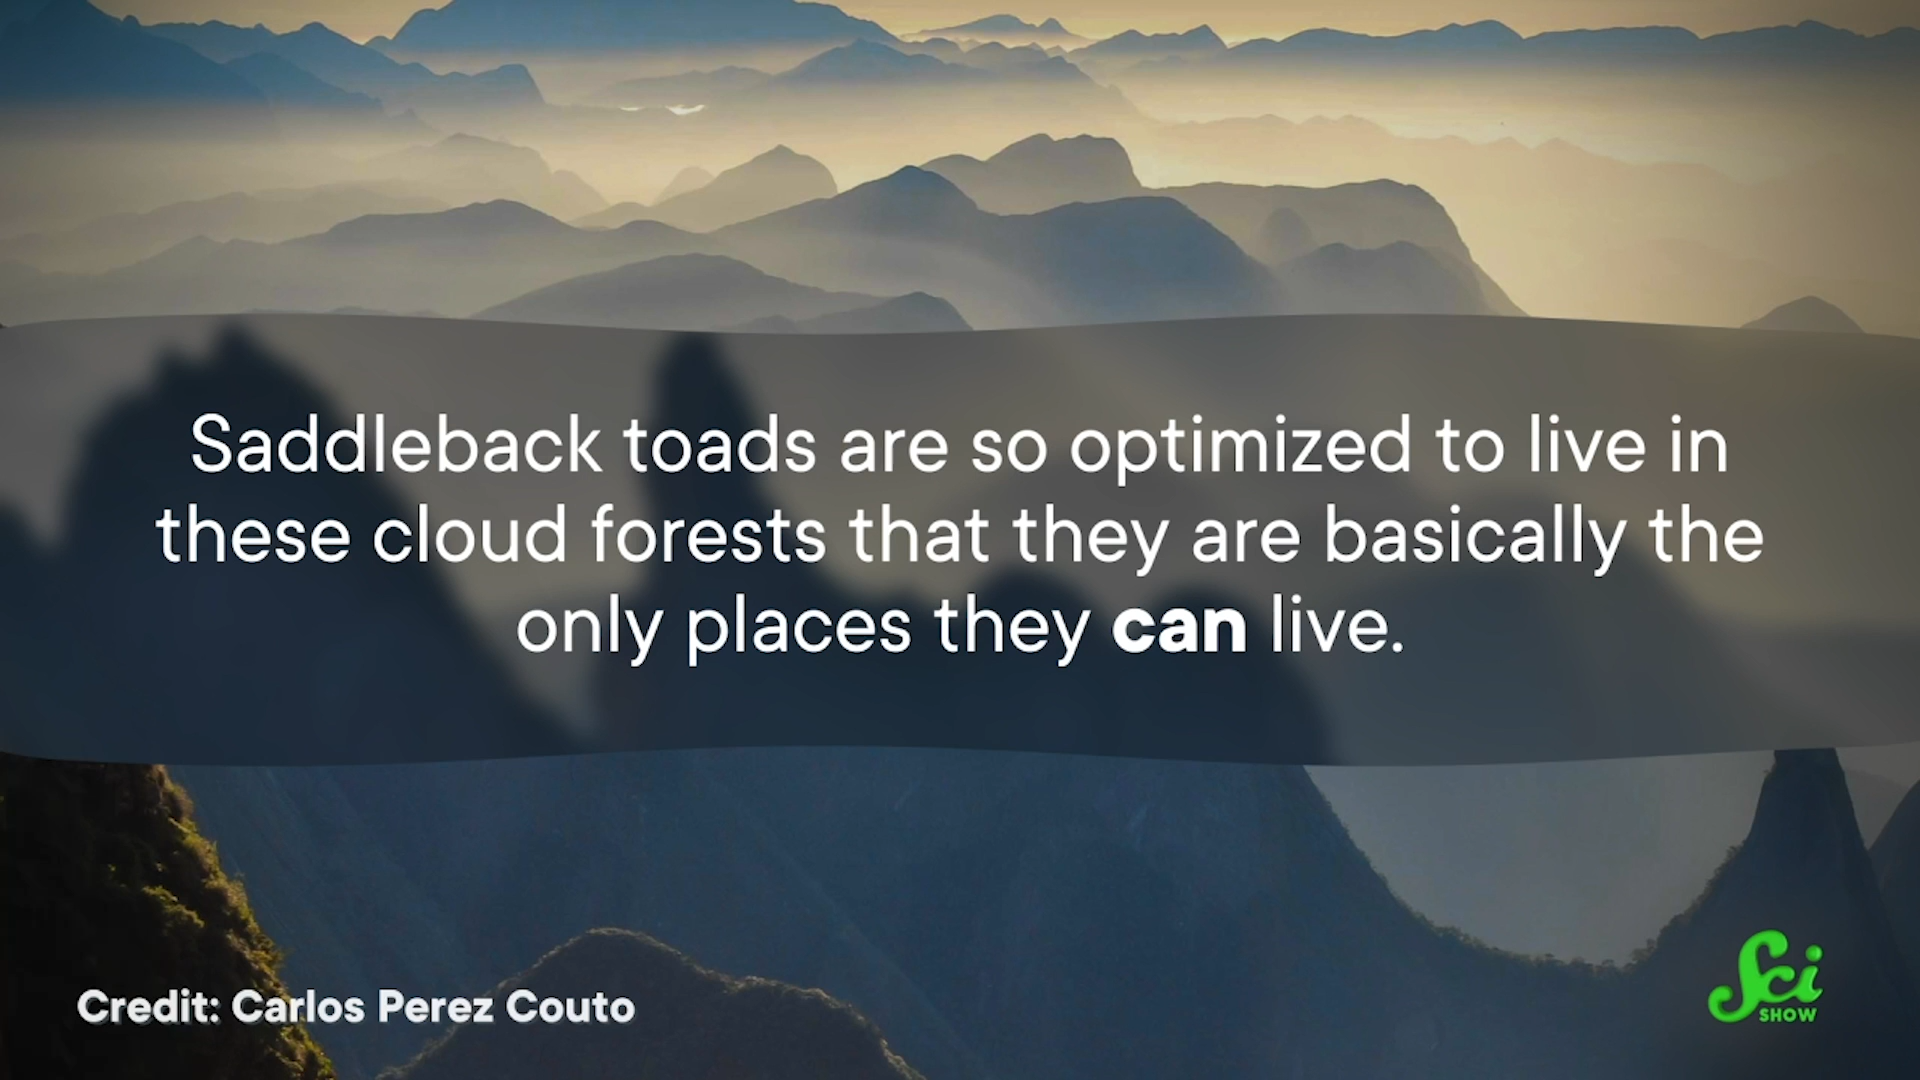 Saddleback toads are so optimized to live in
these cloud forests that they are basically the
only places they can live.
Credit: Carlos Perez Couto
Sci
SHOW